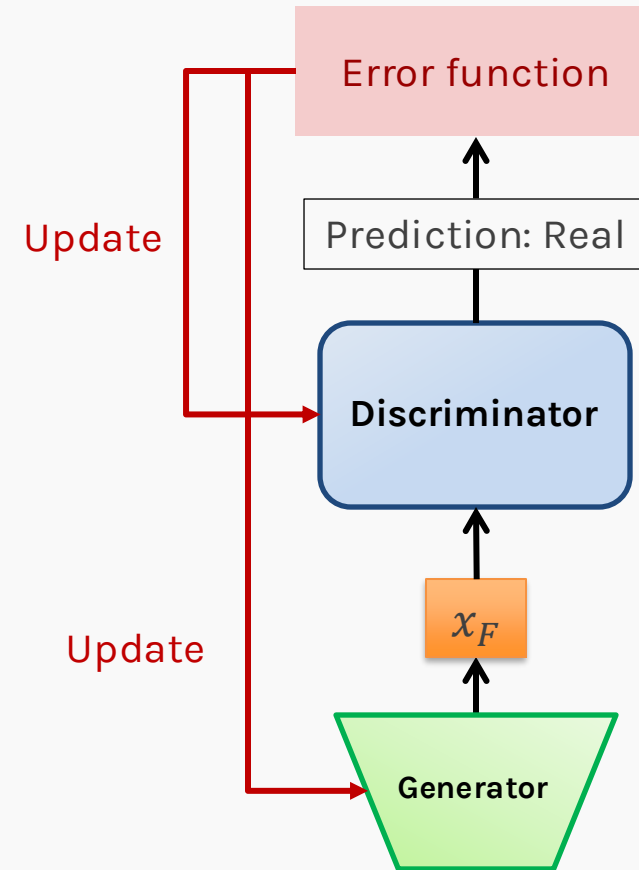 Error function
Update
Prediction: Real
Discriminator
x_F
Update
Generator